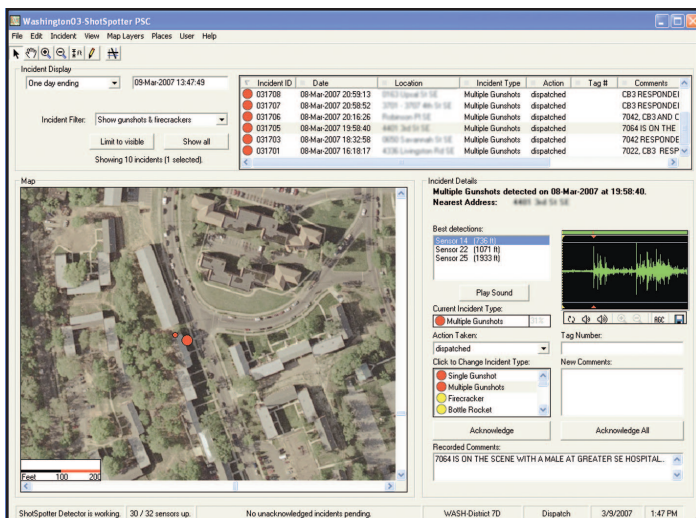 Washington03-ShotSpotter PSC
File Edit Incident View Map Layers Places User Help
Incident Display
One day ending 09-Mar-2007 13:47:49
Incident Filter: Show gunshots & firecrackers
Limit to visible Show all
Showing 10 incidents (1 selected).
Incident ID Date Location Incident Type Action Tag # Comments
031708 08-Mar-2007 20:59:13 Multiple Gunshots dispatched CB3 RESPONDEI
031707 08-Mar-2007 20:58:52 Multiple Gunshots dispatched CB3 RESPONDEI
031706 08-Mar-2007 20:16:26 Multiple Gunshots dispatched 7042, CB3 AND C
031705 08-Mar-2007 19:58:40 Multiple Gunshots dispatched 7064 IS ON THE
031703 08-Mar-2007 18:32:58 Multiple Gunshots dispatched 7042 RESPONDEI
031701 08-Mar-2007 16:18:17 Multiple Gunshots dispatched 7022, CB3 RESP
Map
Feet 100 200
Incident Details
Multiple Gunshots detected on 08-Mar-2007 at 19:58:40.
Nearest Address:
Best detections:
Sensor 14 (736 ft)
Sensor 22 (1071 ft)
Sensor 25 (1933 ft)
Play Sound
AGC
Current Incident Type:
Multiple Gunshots
Action Taken: Tag Number:
dispatched
Click to Change Incident Type: New Comments:
Single Gunshot
Multiple Gunshots
Firecracker
Bottle Rocket
Acknowledge Acknowledge All
Recorded Comments:
7064 IS ON THE SCENE WITH A MALE AT GREATER SE HOSPITAL.
ShotSpotter Detector is working. 30 / 32 sensors up. No unacknowledged incidents pending. WASH-District 7D Dispatch 3/9/2007 1:47 PM